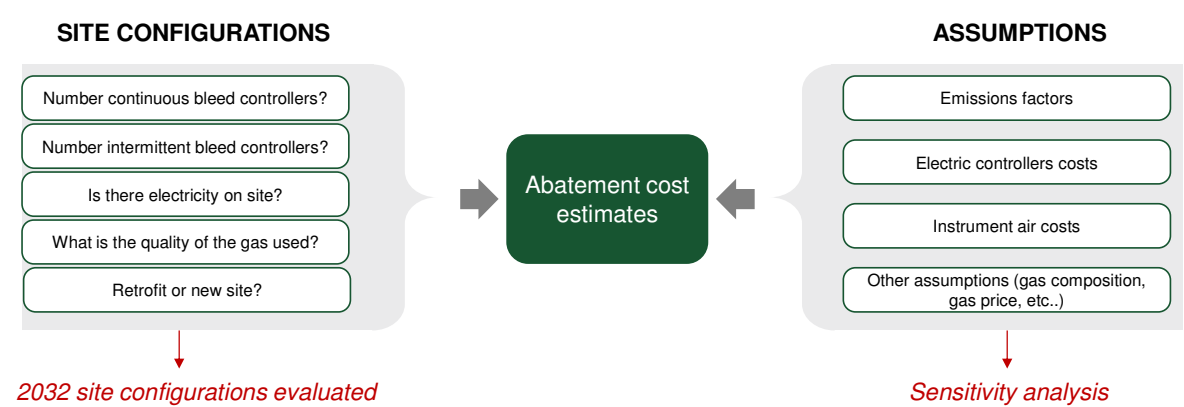 SITE CONFIGURATIONS
Number continuous bleed controllers?
Number intermittent bleed controllers?
Is there electricity on site?
What is the quality of the gas used?
Retrofit or new site?
2032 site configurations evaluated
Abatement cost
estimates
ASSUMPTIONS
Emissions factors
Electric controllers costs
Instrument air costs
Other assumptions (gas composition,
gas price, etc..)
Sensitivity analysis